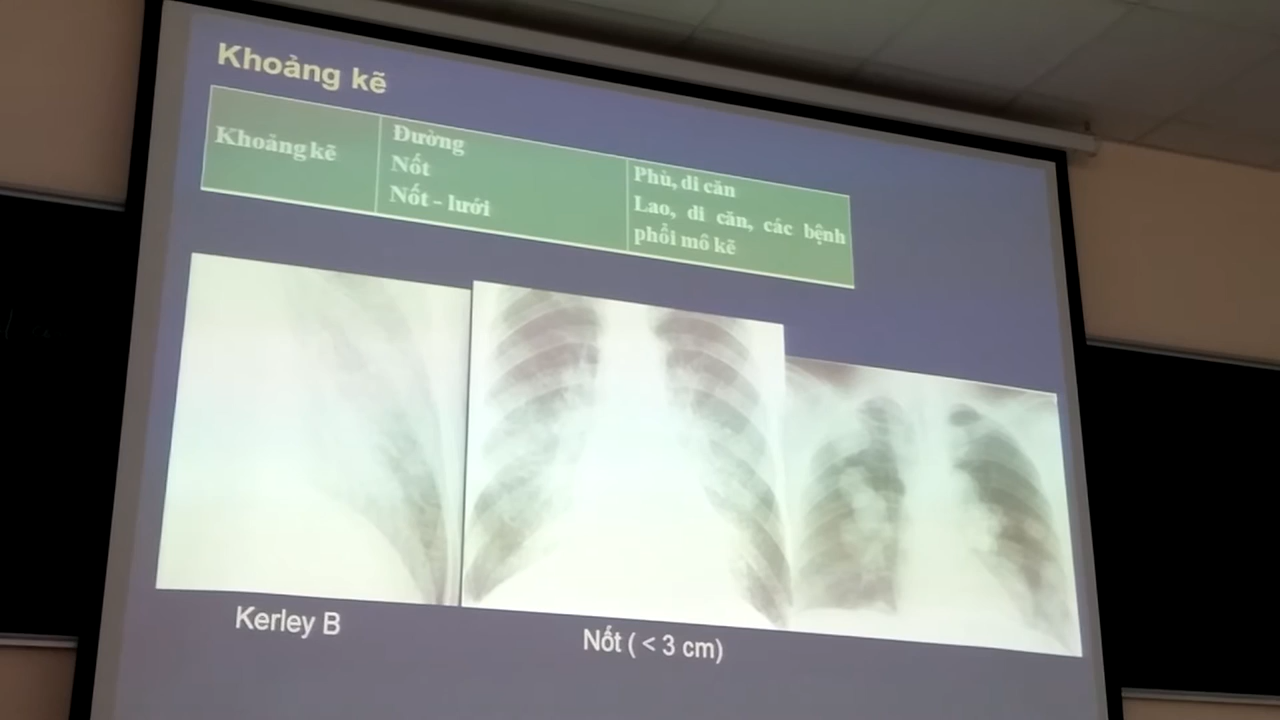 Khoảng kẽ
Khoảng kẽ
Đường
Nốt
Nốt - lưới
Phù, di căn
Lao, di căn, các bệnh
phổi mô kẽ
Kerley B
Nốt ( < 3 cm)